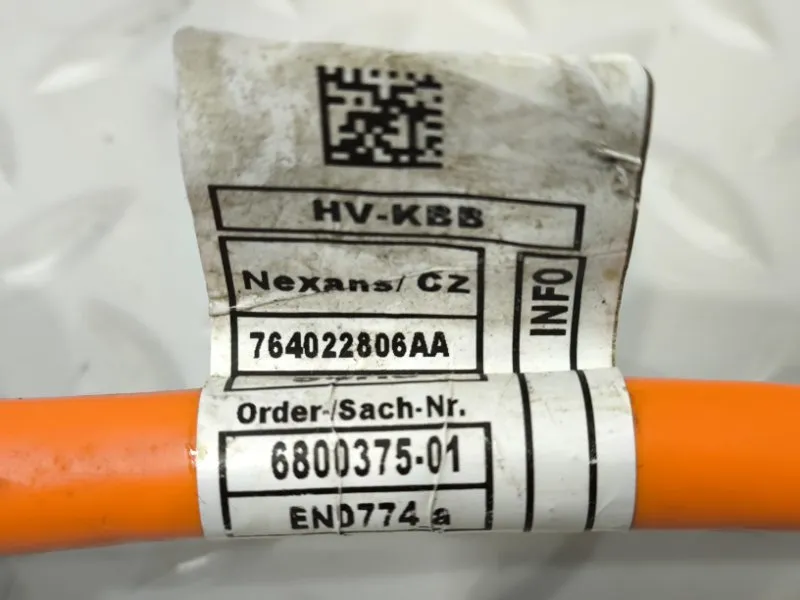 HV-KBB
Nexans/ CZ
INFO
764022806AA
Order-/Sach-Nr.
6800375-01
END774 a